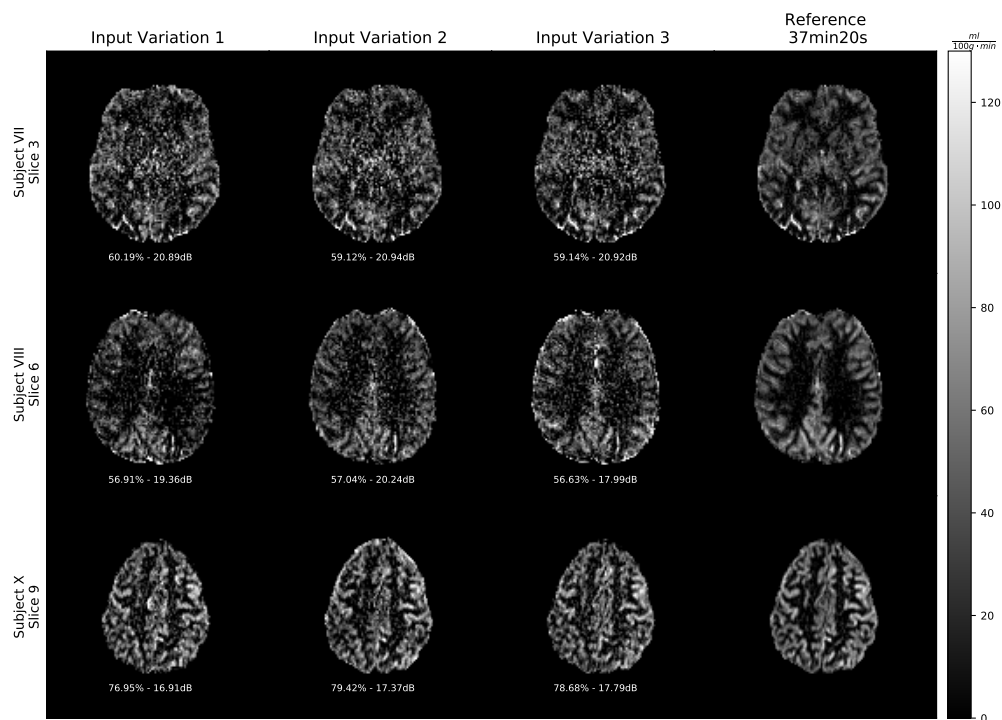 Input Variation 1
Input Variation 2
Input Variation 3
Reference
37min20s
ml
100g·min
Subject VII
Slice 3
60.19% - 20.89dB
59.12% - 20.94dB
59.14% - 20.92dB
Subject VIII
Slice 6
56.91% - 19.36dB
57.04% - 20.24dB
56.63% - 17.99dB
Subject X
Slice 9
76.95% - 16.91dB
79.42% - 17.37dB
78.68% - 17.79dB
120
100
80
60
40
20
0